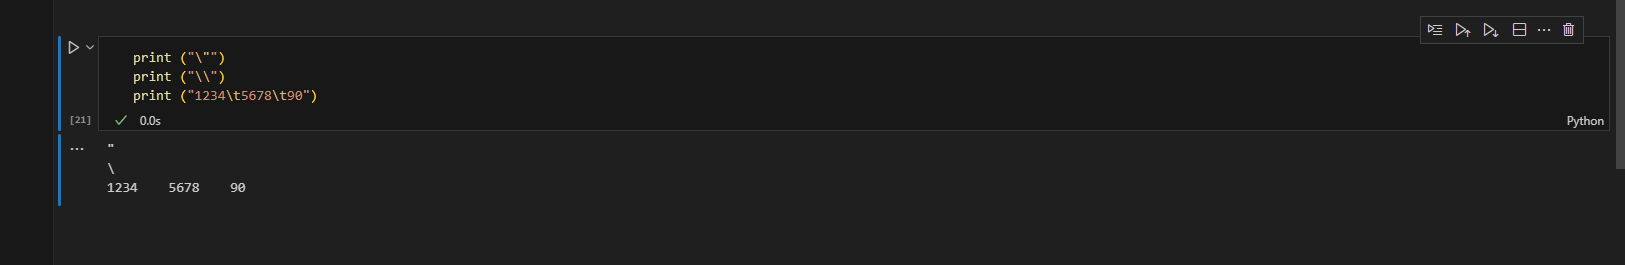 print ("\"")
print ("\\")
print ("1234\t5678\t90")
[21]
0.0s
Python
"
\
1234    5678    90